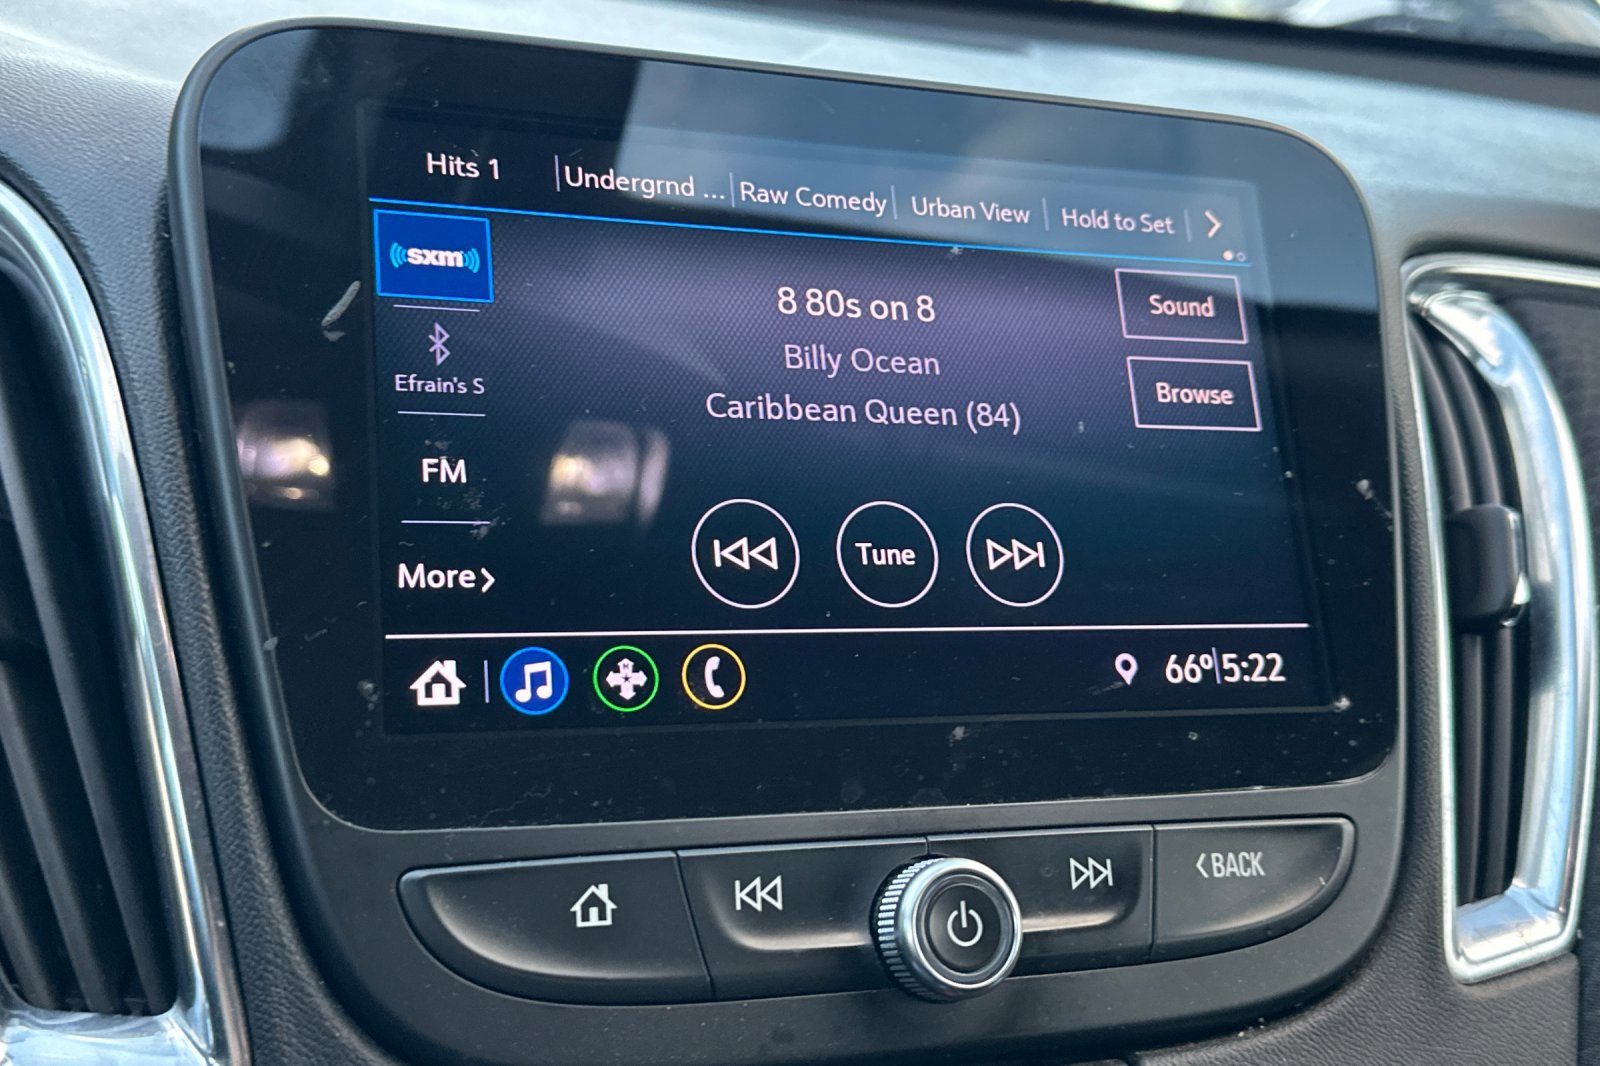 Hits 1
Undergrnd ...
Raw Comedy
Urban View
Hold to Set
sxm
8 80s on 8
Sound
Billy Ocean
Efrain's S
Caribbean Queen (84)
Browse
FM
Tune
More
66°
5:22
BACK